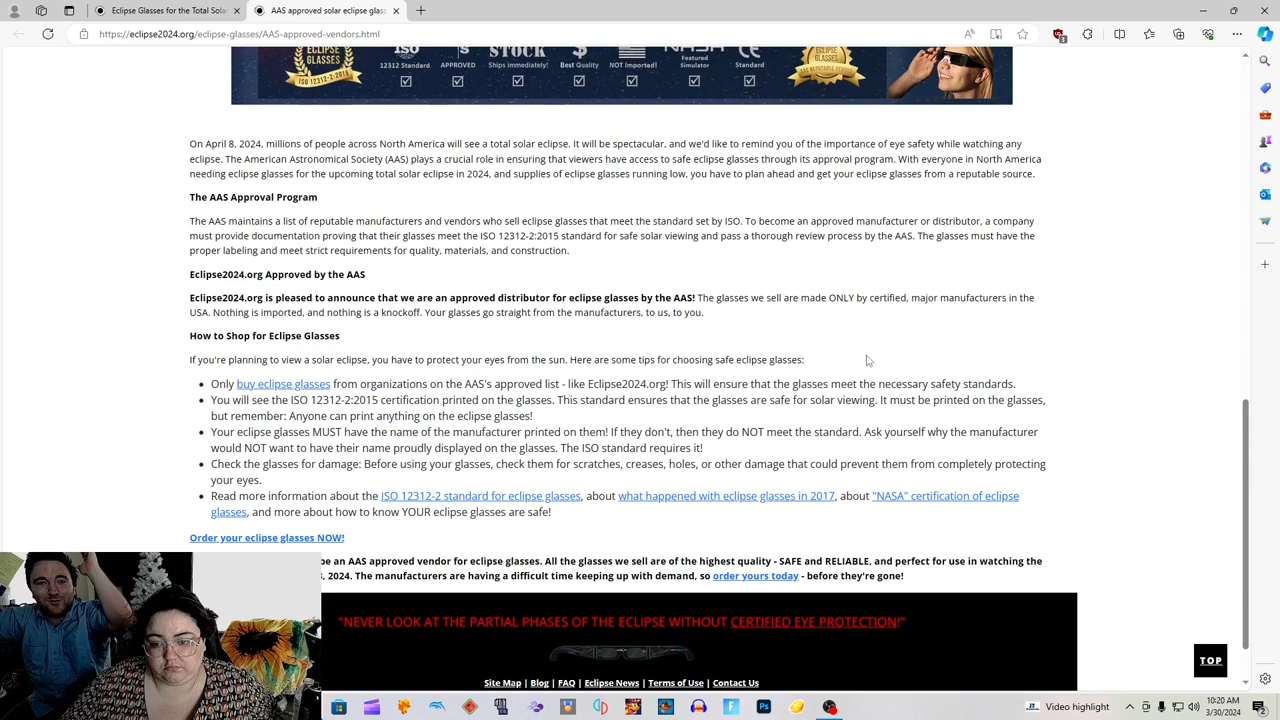 Eclipse Glasses for the Total Sola
AAS approved solar eclipse glass
https://eclipse2024.org/eclipse-glasses/AAS-approved-vendors.html
ECLIPSE GLASSES
ISO 12312-2:2015
ISO
12312 Standard
APPROVED
STOCK
Ships immediately!
$
Best Quality
NOT Imported!
NASA
Featured Simulator
CE
Standard
GLASSES
On April 8, 2024, millions of people across North America will see a total solar eclipse. It will be spectacular, and we'd like to remind you of the importance of eye safety while watching any
eclipse. The American Astronomical Society (AAS) plays a crucial role in ensuring that viewers have access to safe eclipse glasses through its approval program. With everyone in North America
needing eclipse glasses for the upcoming total solar eclipse in 2024, and supplies of eclipse glasses running low, you have to plan ahead and get your eclipse glasses from a reputable source.
The AAS Approval Program
The AAS maintains a list of reputable manufacturers and vendors who sell eclipse glasses that meet the standard set by ISO. To become an approved manufacturer or distributor, a company
must provide documentation proving that their glasses meet the ISO 12312-2:2015 standard for safe solar viewing and pass a thorough review process by the AAS. The glasses must have the
proper labeling and meet strict requirements for quality, materials, and construction.
Eclipse2024.org Approved by the AAS
Eclipse2024.org is pleased to announce that we are an approved distributor for eclipse glasses by the AAS! The glasses we sell are made ONLY by certified, major manufacturers in the
USA. Nothing is imported, and nothing is a knockoff. Your glasses go straight from the manufacturers, to us, to you.
How to Shop for Eclipse Glasses
If you're planning to view a solar eclipse, you have to protect your eyes from the sun. Here are some tips for choosing safe eclipse glasses:
• Only buy eclipse glasses from organizations on the AAS's approved list - like Eclipse2024.org! This will ensure that the glasses meet the necessary safety standards.
• You will see the ISO 12312-2:2015 certification printed on the glasses. This standard ensures that the glasses are safe for solar viewing. It must be printed on the glasses,
but remember: Anyone can print anything on the eclipse glasses!
• Your eclipse glasses MUST have the name of the manufacturer printed on them! If they don't, then they do NOT meet the standard. Ask yourself why the manufacturer
would NOT want to have their name proudly displayed on the glasses. The ISO standard requires it!
• Check the glasses for damage: Before using your glasses, check them for scratches, creases, holes, or other damage that could prevent them from completely protecting
your eyes.
• Read more information about the ISO 12312-2 standard for eclipse glasses, about what happened with eclipse glasses in 2017, about "NASA" certification of eclipse
glasses, and more about how to know YOUR eclipse glasses are safe!
Order your eclipse glasses NOW!
be an AAS approved vendor for eclipse glasses. All the glasses we sell are of the highest quality - SAFE and RELIABLE, and perfect for use in watching the
, 2024. The manufacturers are having a difficult time keeping up with demand, so order yours today - before they're gone!
"NEVER LOOK AT THE PARTIAL PHASES OF THE ECLIPSE WITHOUT CERTIFIED EYE PROTECTION!"
Site Map | Blog | FAQ | Eclipse News | Terms of Use | Contact Us
TOP
Video highlight
10:20 AM
3/30/2024